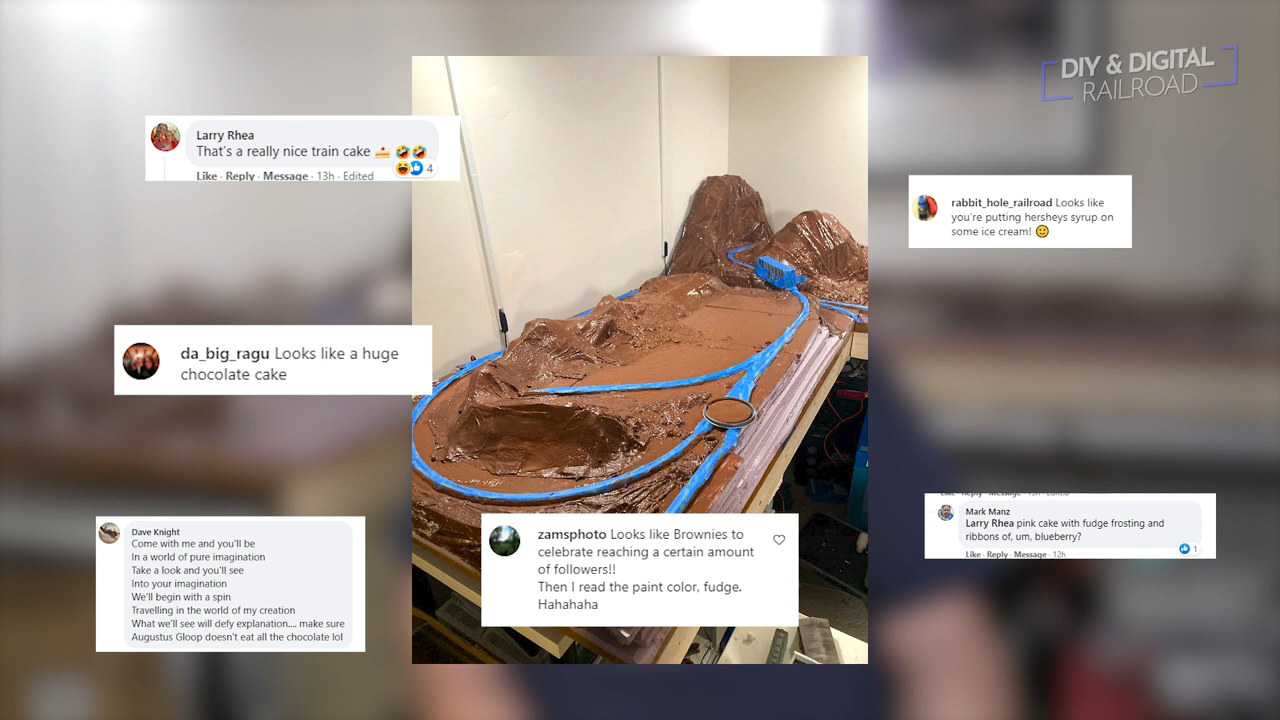 DIY & DIGITAL
RAILROAD
Larry Rhea
That's a really nice train cake 🍰 🤣🤣
Like · Reply · Message · 13h · Edited
4
rabbit_hole_railroad Looks like
you're putting hersheys syrup on
some ice cream! 🙂
da_big_ragu Looks like a huge
chocolate cake
Like · Reply · Message · 13h · Edited
Mark Manz
Larry Rhea pink cake with fudge frosting and
ribbons of, um, blueberry?
Like · Reply · Message · 12h
1
Dave Knight
Come with me and you'll be
In a world of pure imagination
Take a look and you'll see
Into your imagination
We'll begin with a spin
Travelling in the world of my creation
What we'll see will defy explanation.... make sure
Augustus Gloop doesn't eat all the chocolate lol
zamsphoto Looks like Brownies to
celebrate reaching a certain amount
of followers!!
Then I read the paint color, fudge.
Hahahaha